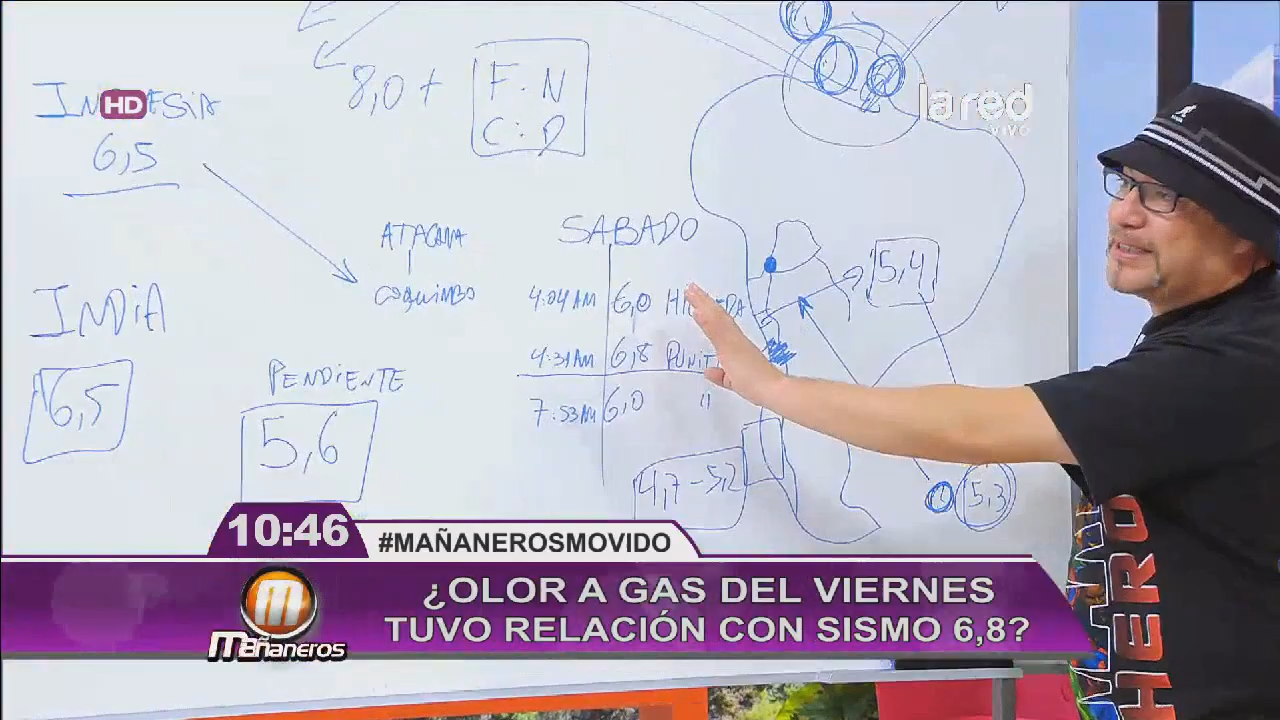 8,0 +
F. N
C: D
HD
6,5
la red
VIVO
ATACAMA
COQUIMBO
SABADO
4:04 AM 6,0
4:31 AM 6,8
7:53 AM 6,0 "
5,4
INDIA
6,5
PENDIENTE
5,6
4,7 - 5,2
5,3
KANGOL
HERO
10:46
#MAÑANEROSMOVIDO
¿OLOR A GAS DEL VIERNES
TUVO RELACIÓN CON SISMO 6,8?
m
Mañaneros